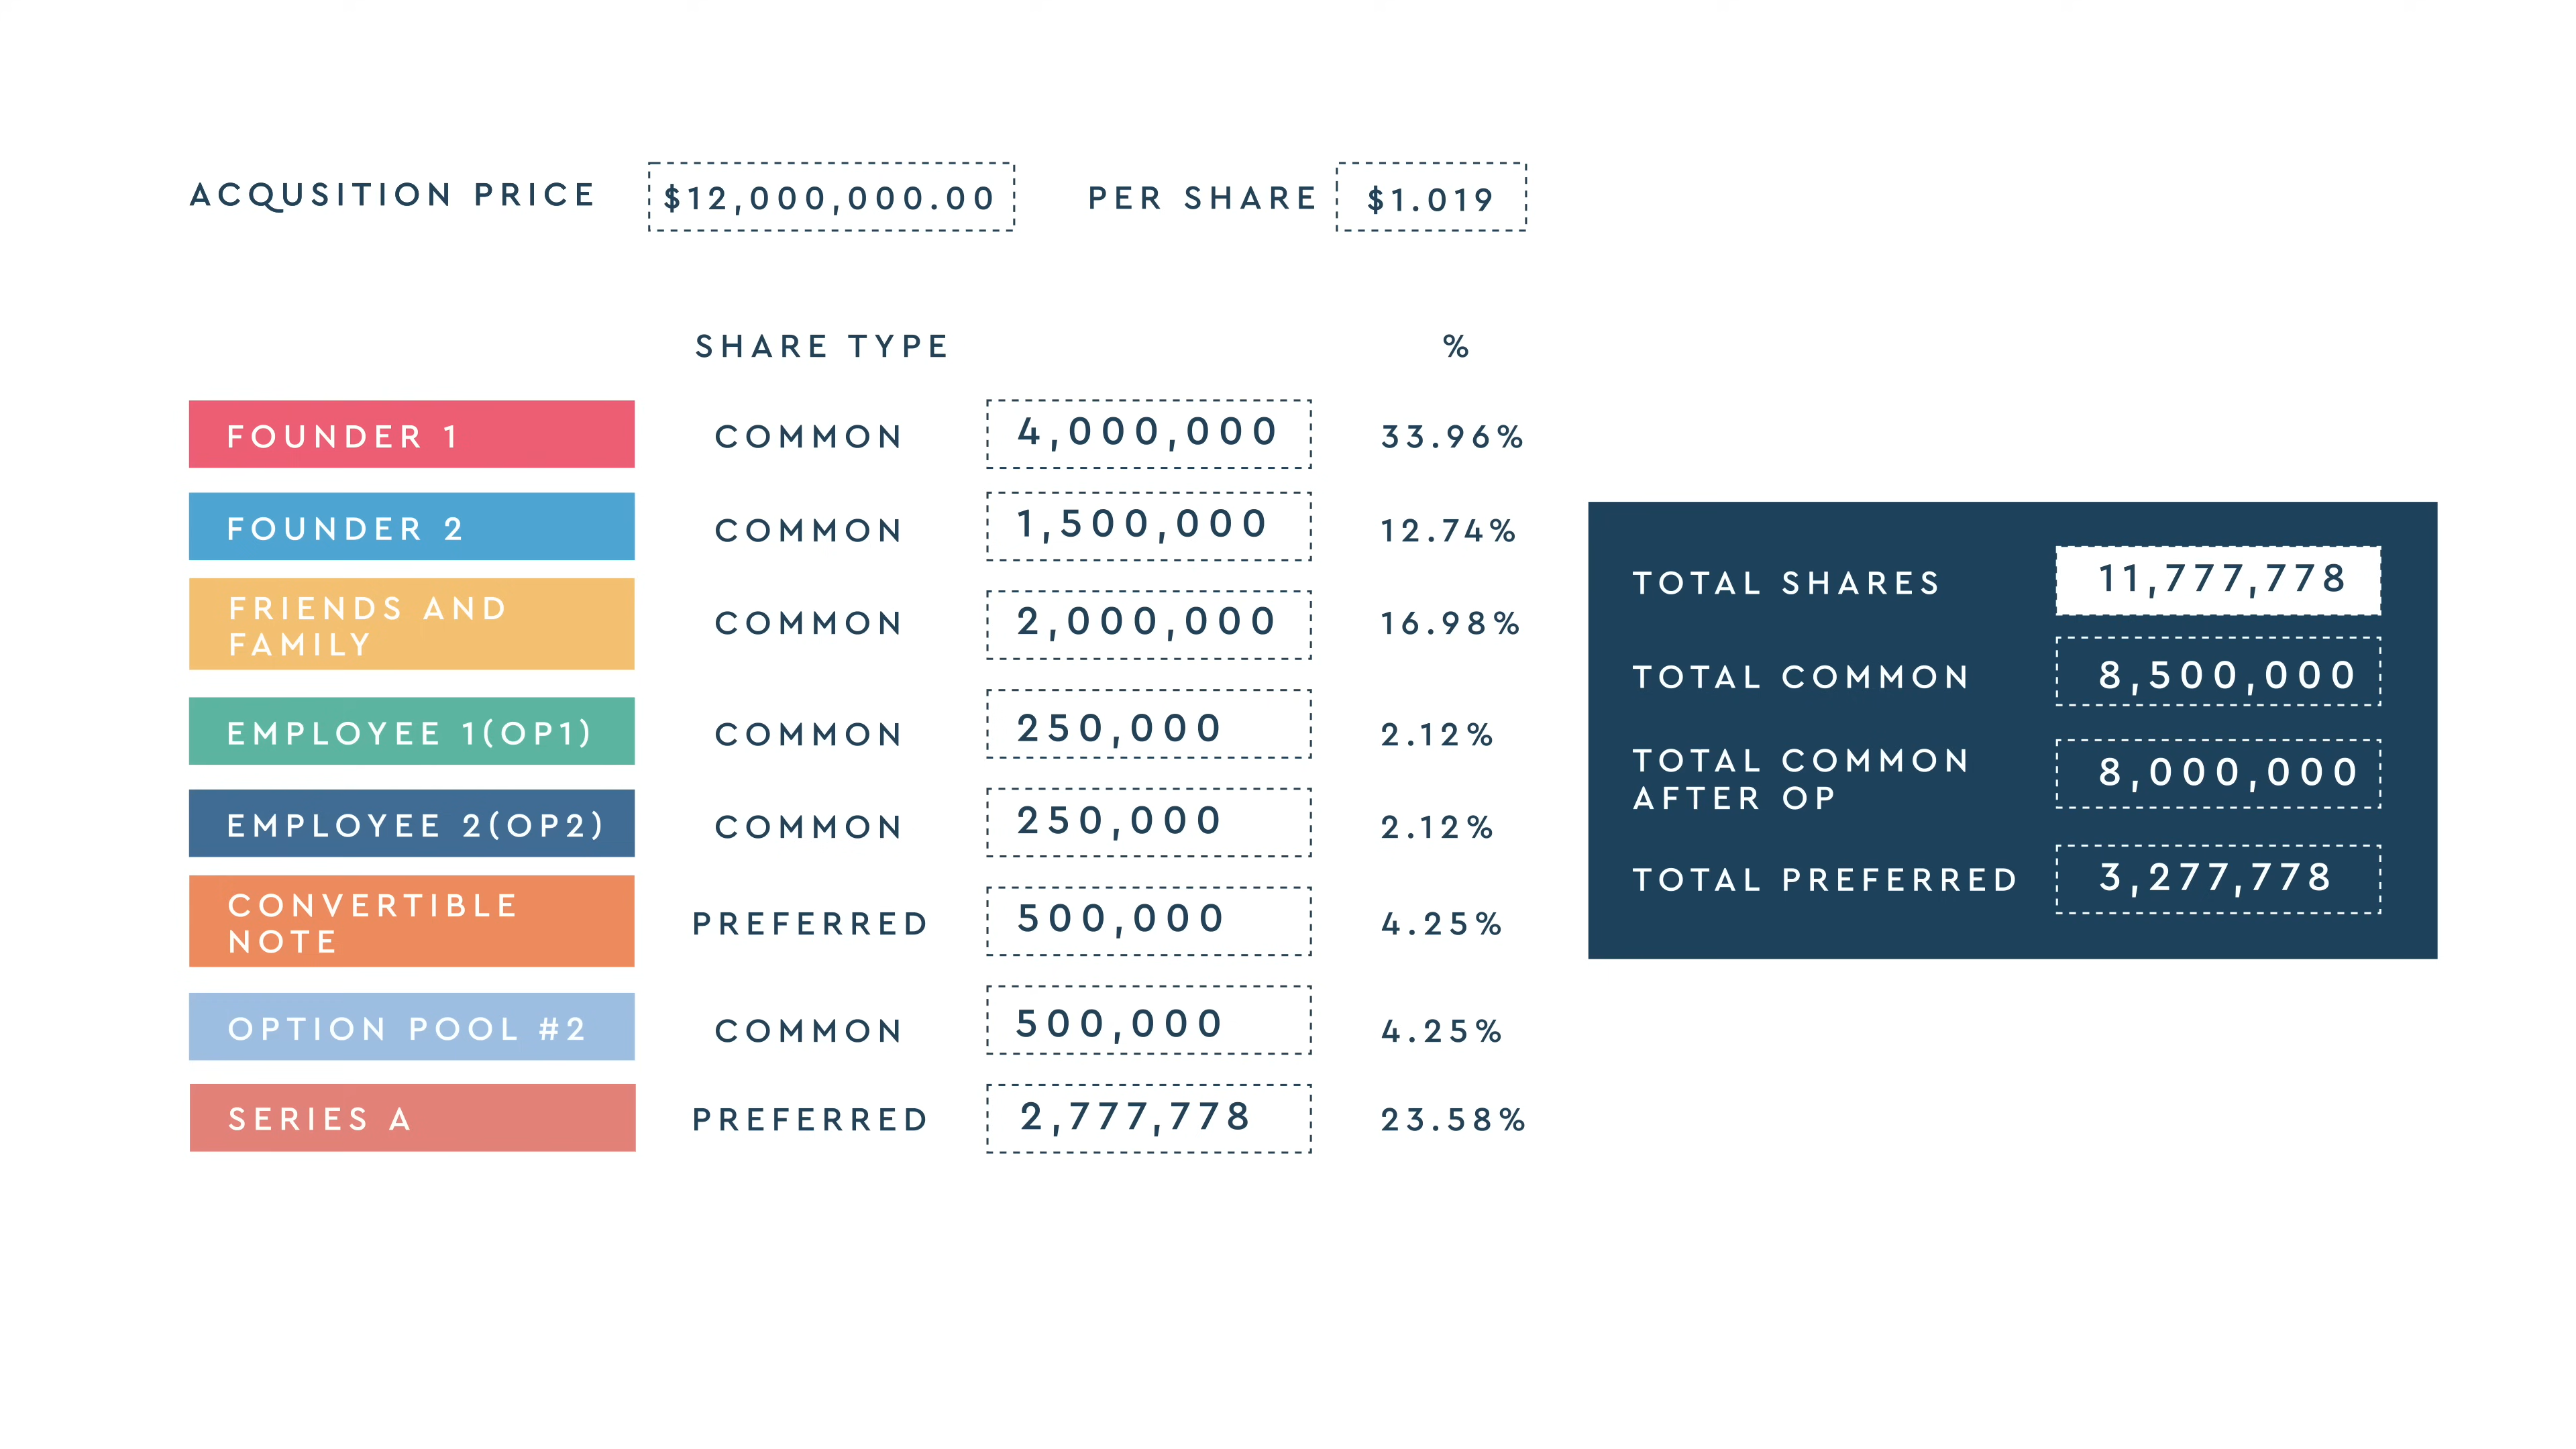 ACQUSITION PRICE $12,000,000.00 PER SHARE $1.019
SHARE TYPE %
FOUNDER 1 COMMON 4,000,000 33.96%
FOUNDER 2 COMMON 1,500,000 12.74%
FRIENDS AND
FAMILY COMMON 2,000,000 16.98%
EMPLOYEE 1(OP1) COMMON 250,000 2.12%
EMPLOYEE 2(OP2) COMMON 250,000 2.12%
CONVERTIBLE
NOTE PREFERRED 500,000 4.25%
OPTION POOL #2 COMMON 500,000 4.25%
SERIES A PREFERRED 2,777,778 23.58%
TOTAL SHARES 11,777,778
TOTAL COMMON 8,500,000
TOTAL COMMON
AFTER OP 8,000,000
TOTAL PREFERRED 3,277,778